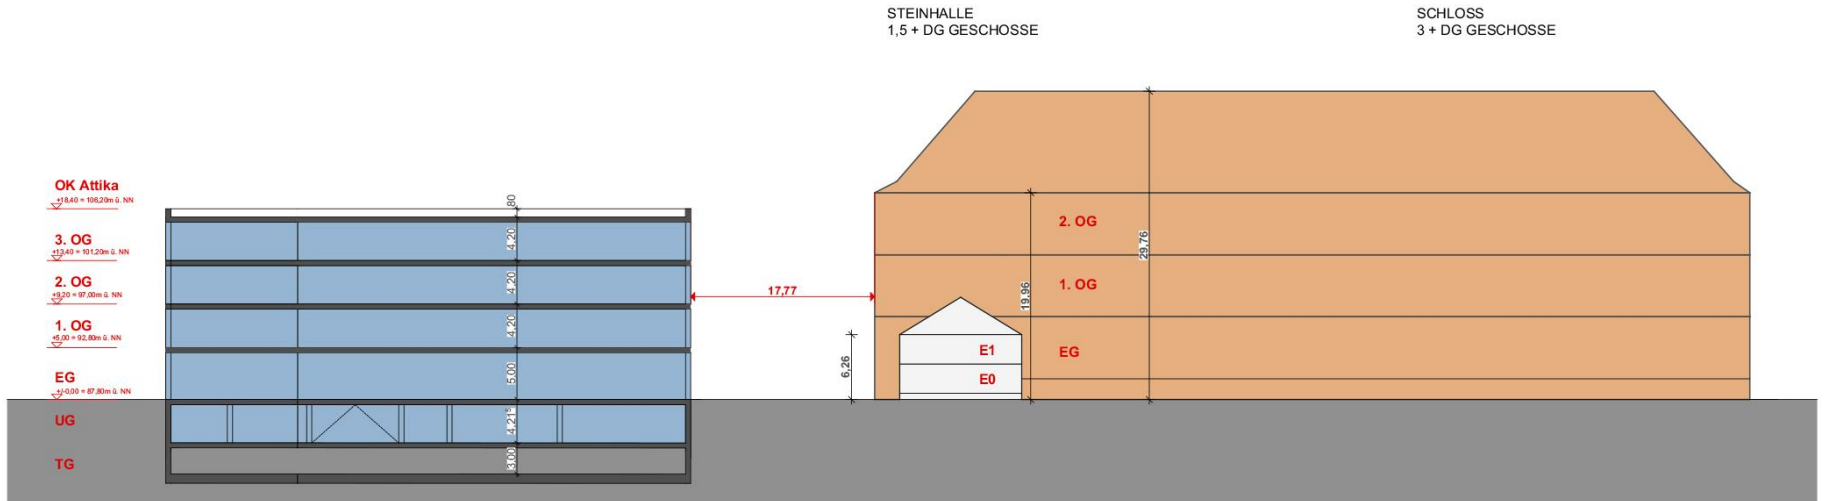 STEINHALLE
1,5 + DG GESCHOSSE
SCHLOSS
3 + DG GESCHOSSE
OK Attika
+18,40 = 106,20m ü. NN
3. OG
+13,40 = 101,20m ü. NN
2. OG
+9,20 = 97,00m ü. NN
1. OG
+5,00 = 92,80m ü. NN
EG
+/-0,00 = 87,80m ü. NN
UG
TG
80
4,20
4,20
4,20
5,00
4,21⁵
3,00
17,77
6,26
19,96
29,76
2. OG
1. OG
EG
E1
E0